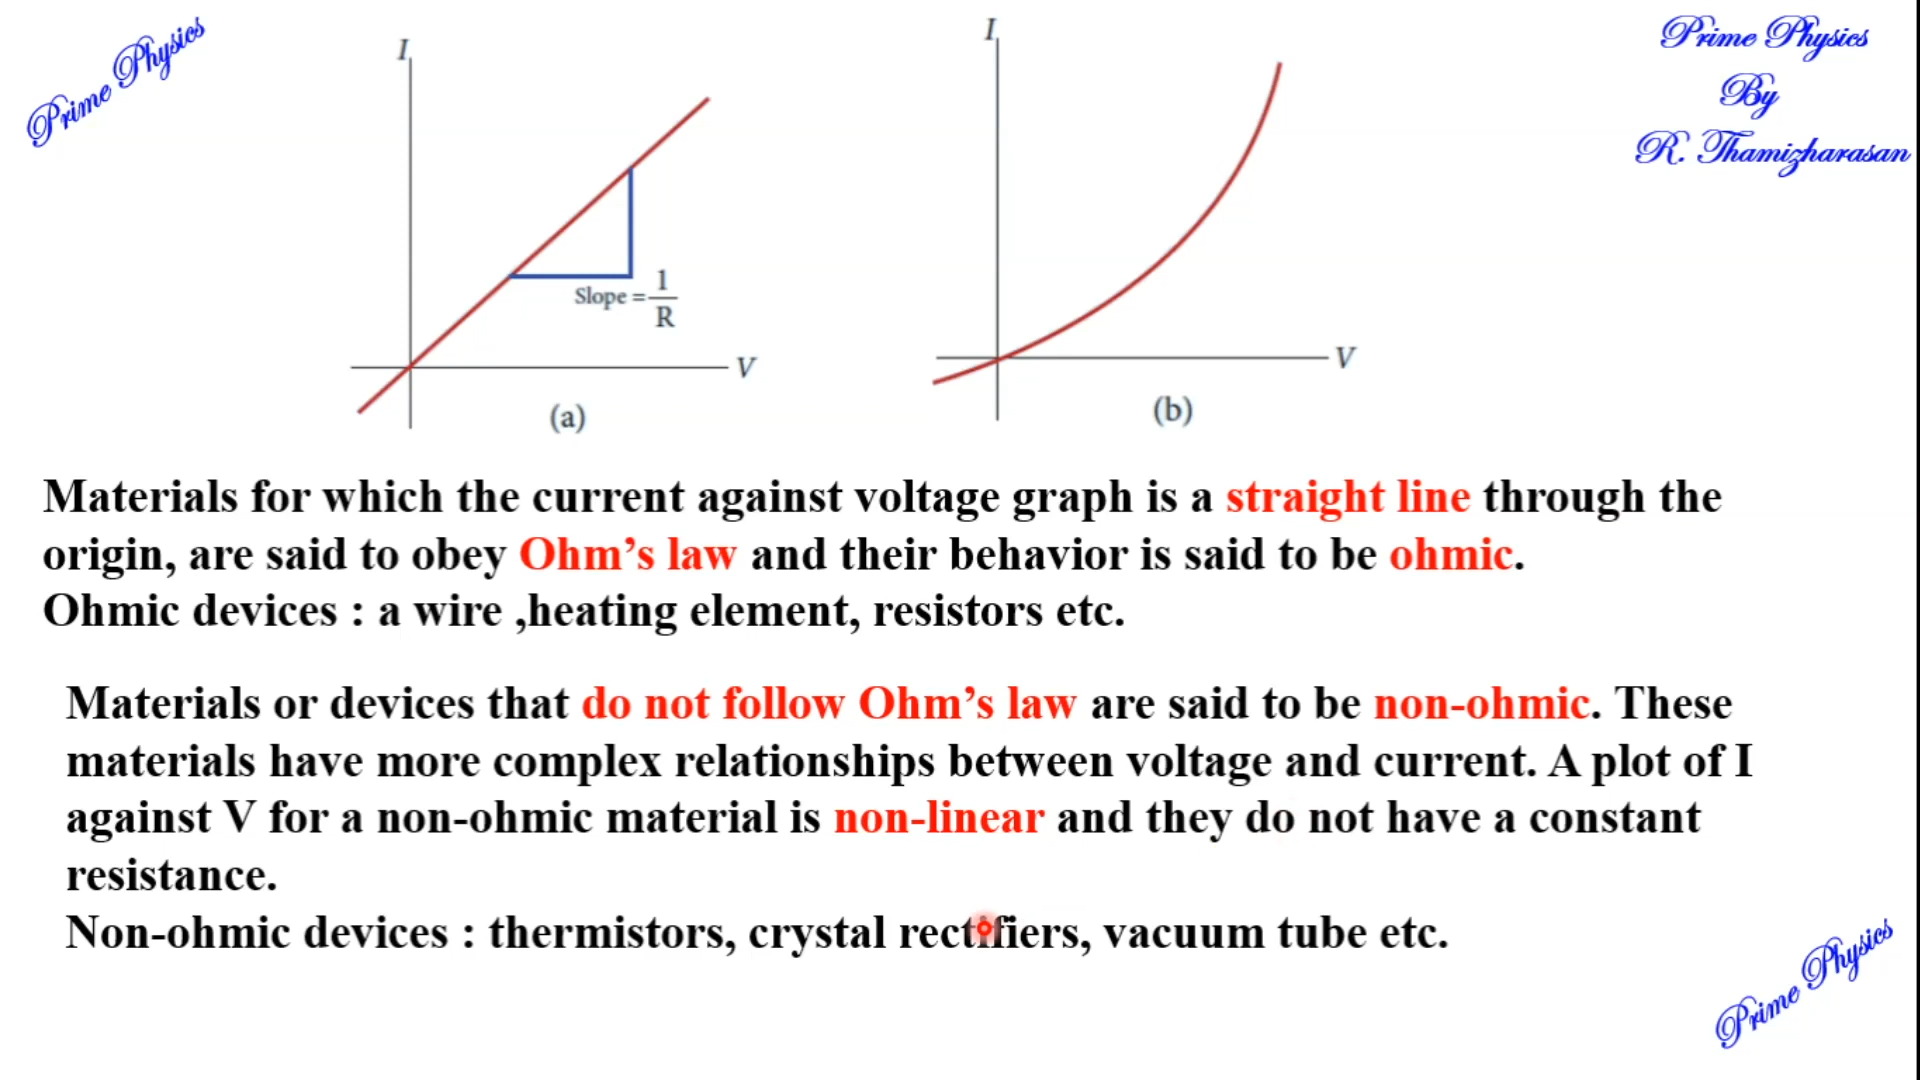 Prime Physics
Prime Physics
By
R. Thamizharasan
I
V
Slope = 1/R
(a)
I
V
(b)
Materials for which the current against voltage graph is a straight line through the
origin, are said to obey Ohm’s law and their behavior is said to be ohmic.
Ohmic devices : a wire ,heating element, resistors etc.
Materials or devices that do not follow Ohm’s law are said to be non-ohmic. These
materials have more complex relationships between voltage and current. A plot of I
against V for a non-ohmic material is non-linear and they do not have a constant
resistance.
Non-ohmic devices : thermistors, crystal rectifiers, vacuum tube etc.
Prime Physics